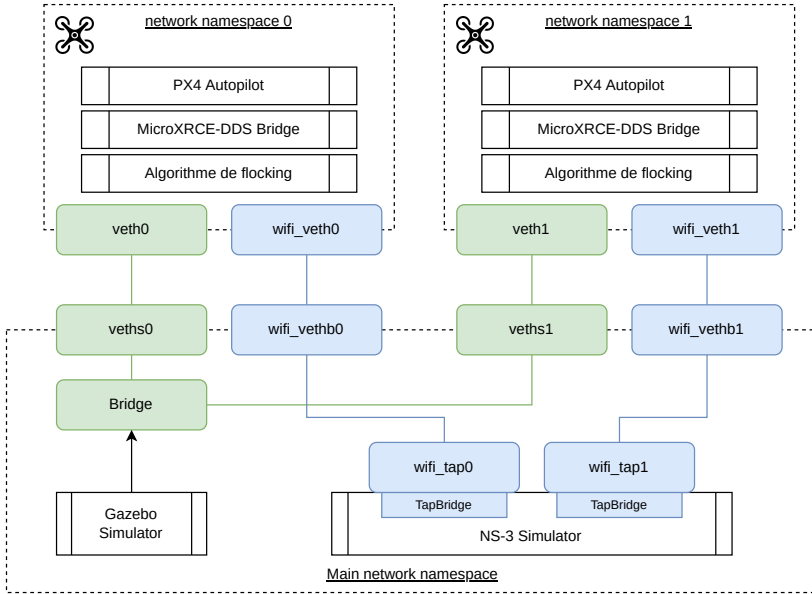 network namespace 0
network namespace 1
PX4 Autopilot
PX4 Autopilot
MicroXRCE-DDS Bridge
MicroXRCE-DDS Bridge
Algorithme de flocking
Algorithme de flocking
veth0
wifi_veth0
veth1
wifi_veth1
veths0
wifi_vethb0
veths1
wifi_vethb1
Bridge
wifi_tap0
wifi_tap1
TapBridge
TapBridge
Gazebo
Simulator
NS-3 Simulator
Main network namespace